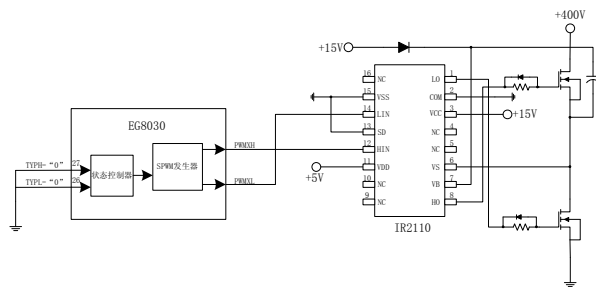 +400V
+15V
16 NC
LO 1
15 VSS
COM 2
14 LIN
VCC 3
+15V
13 SD
NC 4
12 HIN
NC 5
11 VDD
VS 6
+5V
10 NC
VB 7
9 NC
HO 8
IR2110
EG8030
TYPH-“0” 27
TYPL-“0” 26
状态控制器
SPWM发生器
PWMXH
PWMXL